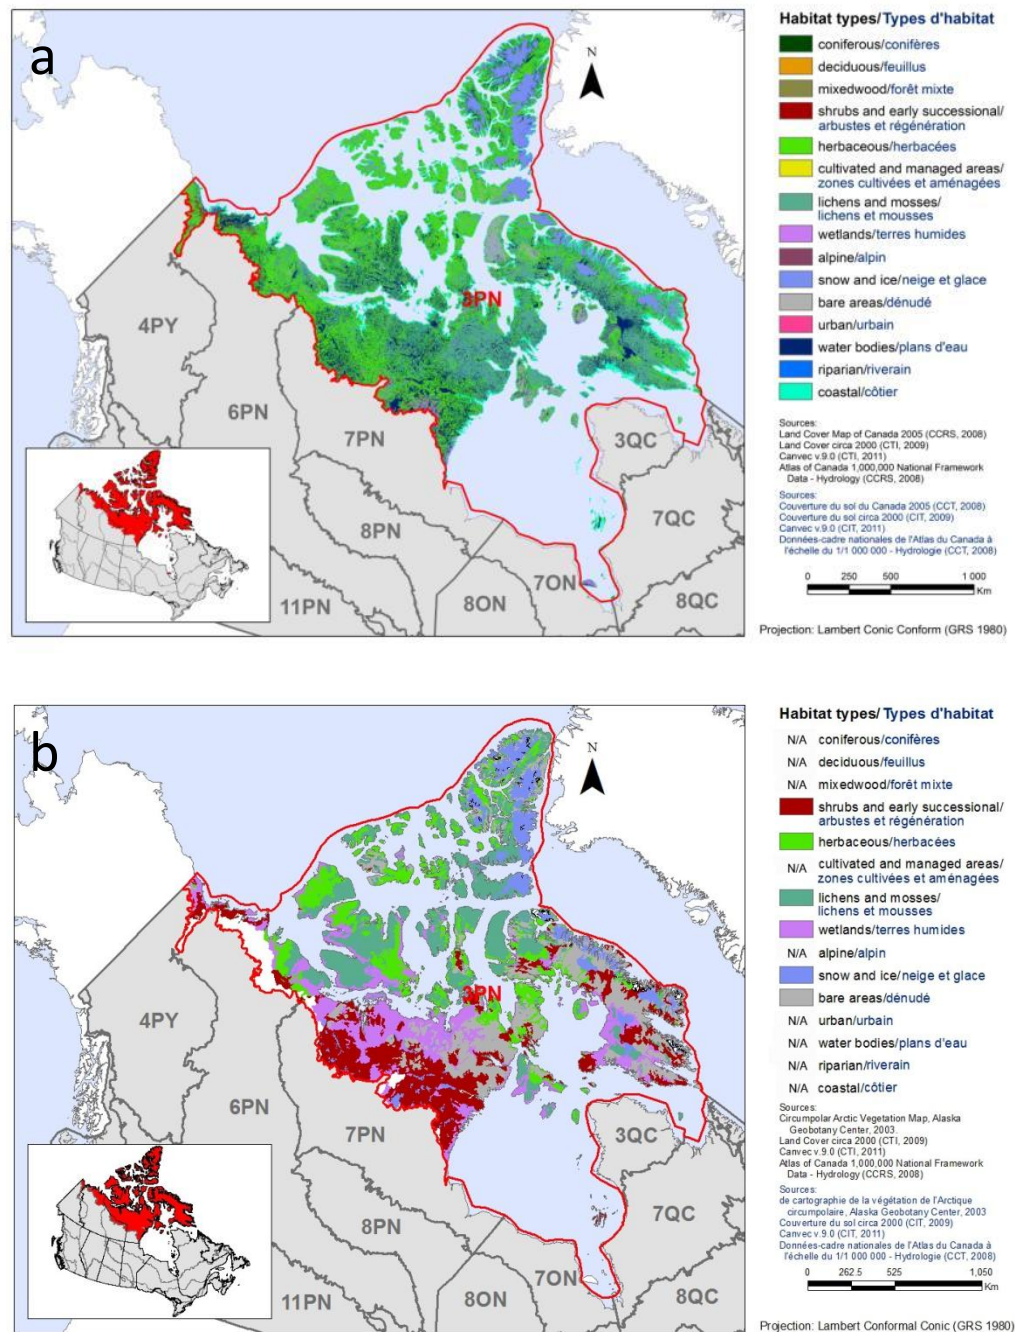 a
N
3PN
4PY
6PN
7PN
3QC
7QC
8PN
7ON
11PN
8ON
8QC
Habitat types/Types d'habitat
coniferous/conifères
deciduous/feuillus
mixedwood/forêt mixte
shrubs and early successional/
arbustes et régénération
herbaceous/herbacées
cultivated and managed areas/
zones cultivées et aménagées
lichens and mosses/
lichens et mousses
wetlands/terres humides
alpine/alpin
snow and ice/neige et glace
bare areas/dénudé
urban/urbain
water bodies/plans d'eau
riparian/riverain
coastal/côtier
Sources:
Land Cover Map of Canada 2005 (CCRS, 2008)
Land Cover circa 2000 (CTI, 2009)
Canvec v.9.0 (CTI, 2011)
Atlas of Canada 1,000,000 National Framework
Data - Hydrology (CCRS, 2008)
Sources:
Couverture du sol du Canada 2005 (CCT, 2008)
Couverture du sol circa 2000 (CIT, 2009)
Canvec v.9.0 (CIT, 2011)
Données-cadre nationales de l'Atlas du Canada à
l'échelle du 1/1 000 000 - Hydrologie (CCT, 2008)
0 250 500 1 000
Km
Projection: Lambert Conic Conform (GRS 1980)
b
N
3PN
4PY
6PN
7PN
3QC
7QC
8PN
7ON
11PN
8ON
8QC
Habitat types/Types d'habitat
N/A coniferous/conifères
N/A deciduous/feuillus
N/A mixedwood/forêt mixte
shrubs and early successional/
arbustes et régénération
herbaceous/herbacées
N/A cultivated and managed areas/
zones cultivées et aménagées
lichens and mosses/
lichens et mousses
wetlands/terres humides
N/A alpine/alpin
snow and ice/neige et glace
bare areas/dénudé
N/A urban/urbain
N/A water bodies/plans d'eau
N/A riparian/riverain
N/A coastal/côtier
Sources:
Circumpolar Arctic Vegetation Map, Alaska
Geobotany Center, 2003.
Land Cover circa 2000 (CTI, 2009)
Canvec v.9.0 (CTI, 2011)
Atlas of Canada 1,000,000 National Framework
Data - Hydrology (CCRS, 2008)
Sources:
de cartographie de la végétation de l'Arctique
circumpolaire, Alaska Geobotany Center, 2003
Couverture du sol circa 2000 (CIT, 2009)
Canvec v.9.0 (CIT, 2011)
Données-cadre nationales de l'Atlas du Canada à
l'échelle du 1/1 000 000 - Hydrologie (CCT, 2008)
0 262.5 525 1,050
Km
Projection: Lambert Conformal Conic (GRS 1980)